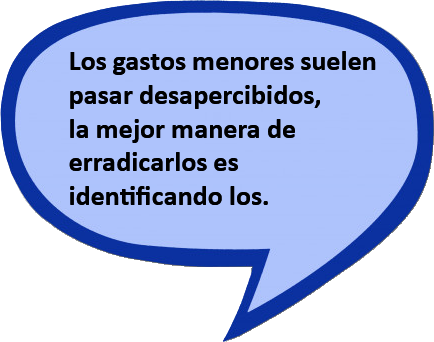 Los gastos menores suelen
pasar desapercibidos,
la mejor manera de
erradicarlos es
identificando los.